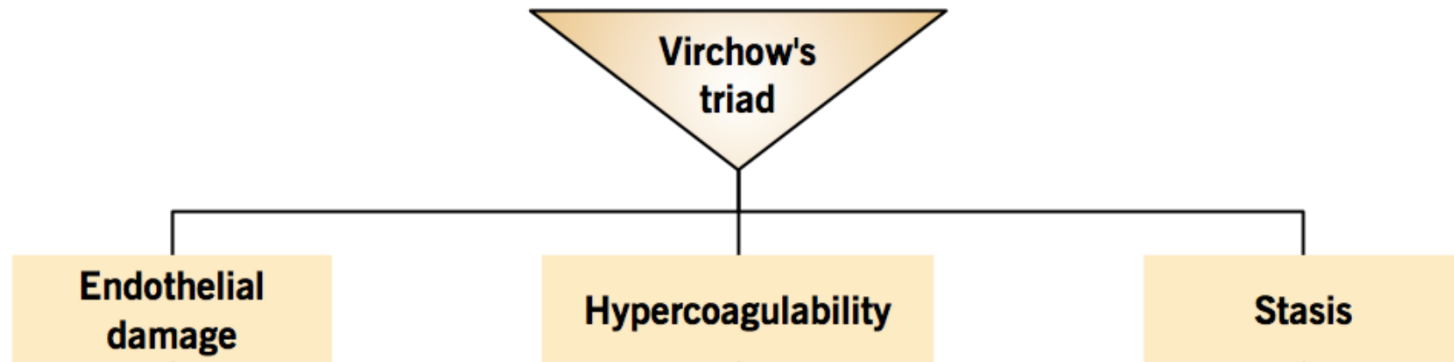 Virchow's
triad
Endothelial
damage
Hypercoagulability
Stasis